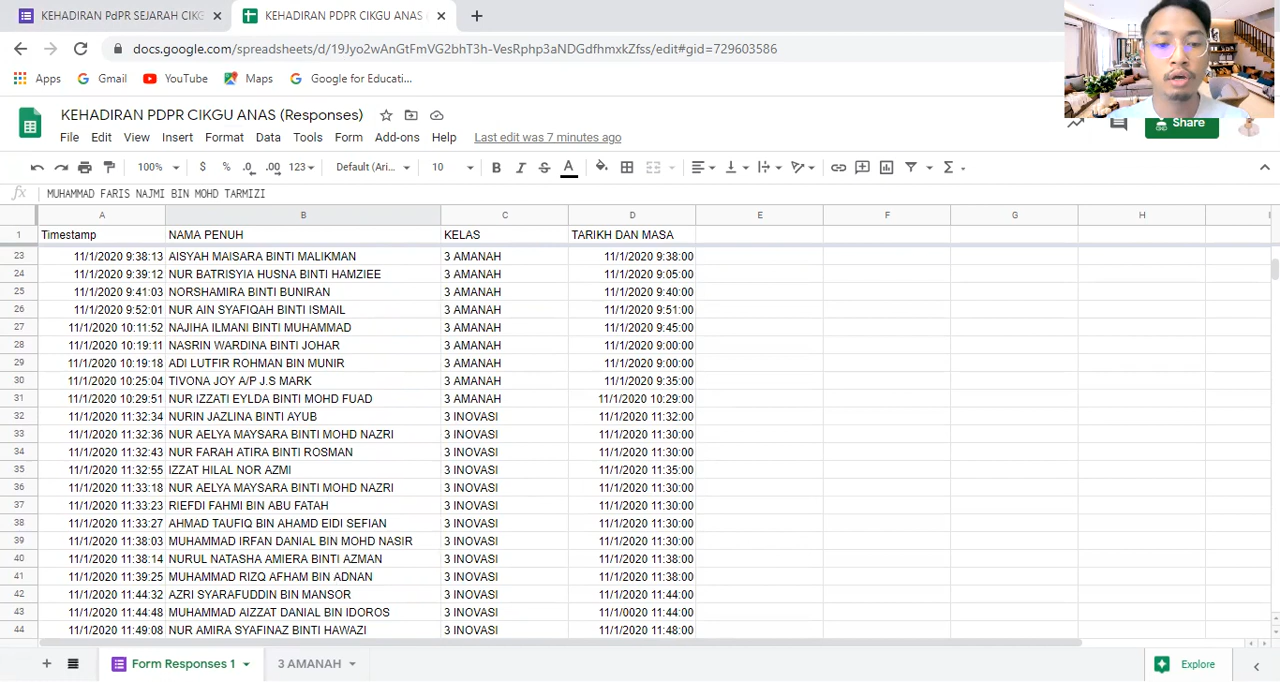 KEHADIRAN PdPR SEJARAH CIKG
KEHADIRAN PDPR CIKGU ANAS
docs.google.com/spreadsheets/d/19Jyo2wAnGtFmVG2bhT3h-VeRphp3aNDGdfhmxkZfss/edit#gid=729603586
Apps Gmail YouTube Maps Google for Educati...
KEHADIRAN PDPR CIKGU ANAS (Responses)
File Edit View Insert Format Data Tools Form Add-ons Help Last edit was 7 minutes ago
Share
100% $ % .0 .00 123 Default (Ari... 10 B I S A Σ
fx MUHAMMAD FARIS NAJMI BIN MOHD TARMIZI
A B C D E F G H
1 Timestamp NAMA PENUH KELAS TARIKH DAN MASA
23 11/1/2020 9:38:13 AISYAH MAISARA BINTI MALIKMAN 3 AMANAH 11/1/2020 9:38:00
24 11/1/2020 9:39:12 NUR BATRISYIA HUSNA BINTI HAMZIEE 3 AMANAH 11/1/2020 9:05:00
25 11/1/2020 9:41:03 NORSHAMIRA BINTI BUNIRAN 3 AMANAH 11/1/2020 9:40:00
26 11/1/2020 9:52:01 NUR AIN SYAFIQAH BINTI ISMAIL 3 AMANAH 11/1/2020 9:51:00
27 11/1/2020 10:11:52 NAJIHA ILMANI BINTI MUHAMMAD 3 AMANAH 11/1/2020 9:45:00
28 11/1/2020 10:19:11 NASRIN WARDINA BINTI JOHAR 3 AMANAH 11/1/2020 9:00:00
29 11/1/2020 10:19:18 ADI LUTFIR ROHMAN BIN MUNIR 3 AMANAH 11/1/2020 9:00:00
30 11/1/2020 10:25:04 TIVONA JOY A/P J.S MARK 3 AMANAH 11/1/2020 9:35:00
31 11/1/2020 10:29:51 NUR IZZATI EYLDA BINTI MOHD FUAD 3 AMANAH 11/1/2020 10:29:00
32 11/1/2020 11:32:34 NURIN JAZLINA BINTI AYUB 3 INOVASI 11/1/2020 11:32:00
33 11/1/2020 11:32:36 NUR AELYA MAYSARA BINTI MOHD NAZRI 3 INOVASI 11/1/2020 11:30:00
34 11/1/2020 11:32:43 NUR FARAH ATIRA BINTI ROSMAN 3 INOVASI 11/1/2020 11:30:00
35 11/1/2020 11:32:55 IZZAT HILAL NOR AZMI 3 INOVASI 11/1/2020 11:35:00
36 11/1/2020 11:33:18 NUR AELYA MAYSARA BINTI MOHD NAZRI 3 INOVASI 11/1/2020 11:30:00
37 11/1/2020 11:33:23 RIEFDI FAHMI BIN ABU FATAH 3 INOVASI 11/1/2020 11:30:00
38 11/1/2020 11:33:27 AHMAD TAUFIQ BIN AHAMD EIDI SEFIAN 3 INOVASI 11/1/2020 11:30:00
39 11/1/2020 11:38:03 MUHAMMAD IRFAN DANIAL BIN MOHD NASIR 3 INOVASI 11/1/2020 11:30:00
40 11/1/2020 11:38:14 NURUL NATASHA AMIERA BINTI AZMAN 3 INOVASI 11/1/2020 11:38:00
41 11/1/2020 11:39:25 MUHAMMAD RIZQ AFHAM BIN ADNAN 3 INOVASI 11/1/2020 11:38:00
42 11/1/2020 11:44:32 AZRI SYARAFUDDIN BIN MANSOR 3 INOVASI 11/1/2020 11:44:00
43 11/1/2020 11:44:48 MUHAMMAD AIZZAT DANIAL BIN IDOROS 3 INOVASI 11/1/0020 11:44:00
44 11/1/2020 11:49:08 NUR AMIRA SYAFINAZ BINTI HAWAZI 3 INOVASI 11/1/2020 11:48:00
Form Responses 1 3 AMANAH Explore